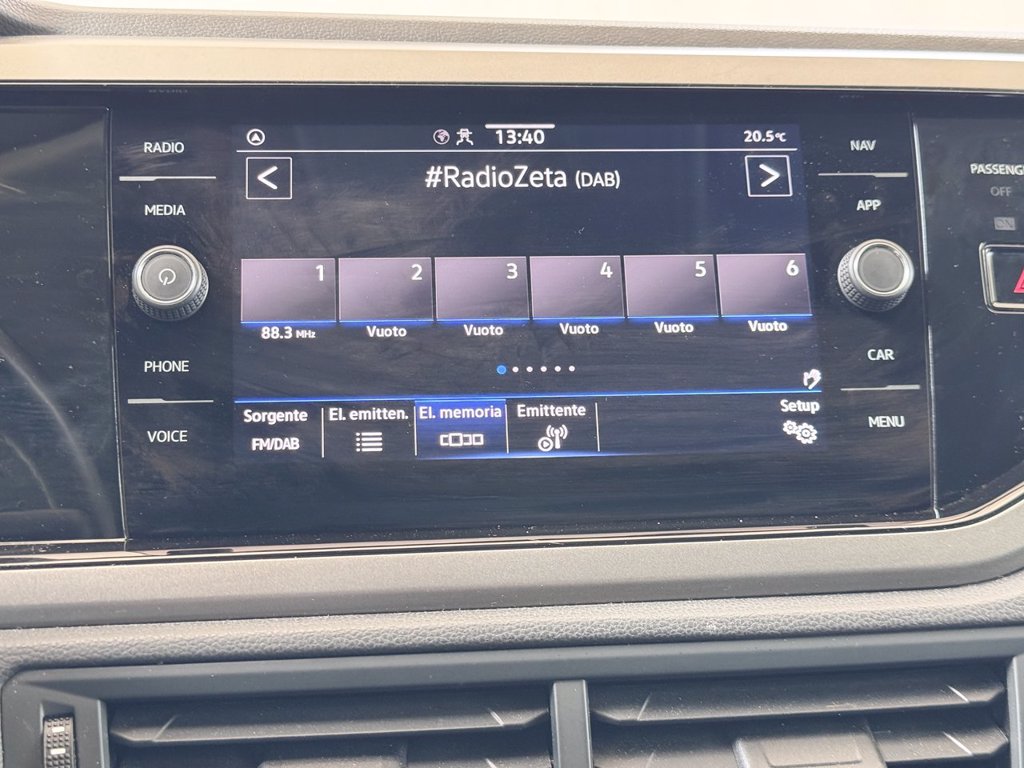 RADIO
MEDIA
PHONE
VOICE
13:40
20.5°C
#RadioZeta (DAB)
1 2 3 4 5 6
88.3 MHz Vuoto Vuoto Vuoto Vuoto Vuoto
Sorgente El. emitten. El. memoria Emittente Setup
FM/DAB
NAV
APP
CAR
MENU
PASSENG
OFF
ON